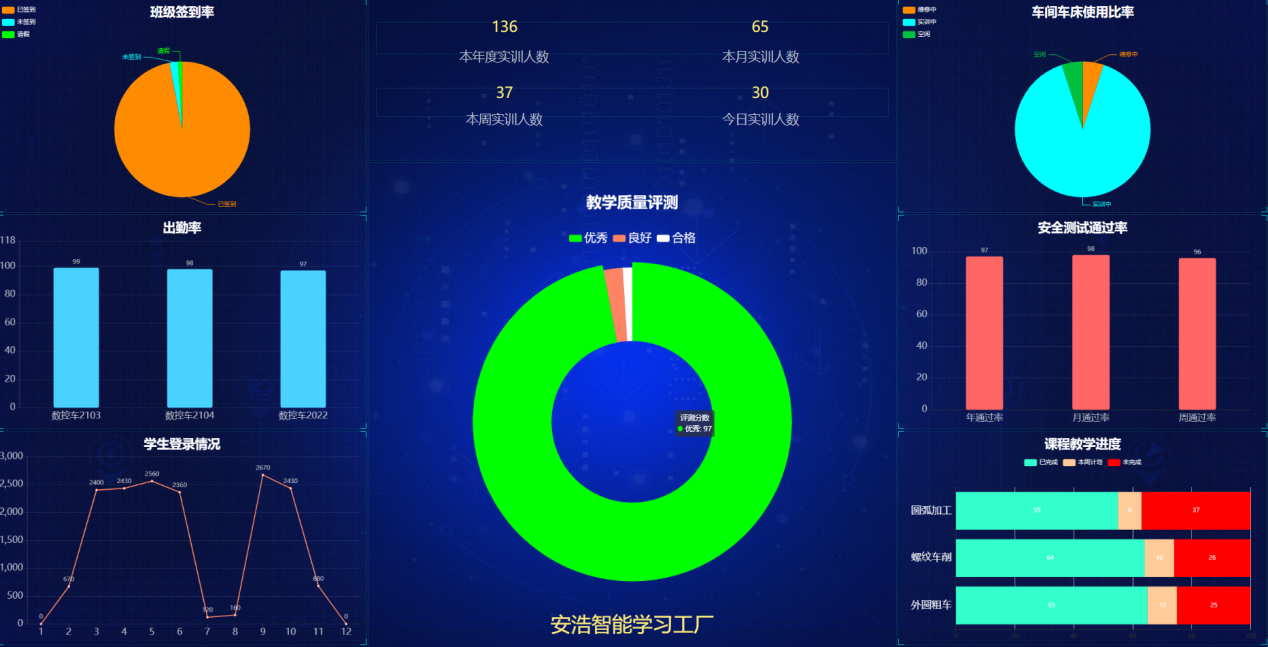 班级签到率
已签到
未签到
请假
请假
未签到
已签到
136
本年度实训人数
65
本月实训人数
37
本周实训人数
30
今日实训人数
车间车床使用比率
维修中
实训中
空闲
空闲
维修中
实训中
出勤率
118
100
80
60
40
20
0
99
98
97
数控车2103
数控车2104
数控车2022
教学质量评测
优秀 良好 合格
评测分数
优秀: 97
安浩智能学习工厂
安全测试通过率
100
80
60
40
20
0
97
98
96
年通过率
月通过率
周通过率
学生登录情况
3,000
2,500
2,000
1,500
1,000
500
0
0
670
2400
2430
2560
2360
120
160
2670
2430
680
0
1 2 3 4 5 6 7 8 9 10 11 12
课程教学进度
已完成 本周计划 未完成
圆弧加工
55 8 37
螺纹车削
64 10 26
外圆粗车
65 10 25
0 20 40 60 80 100